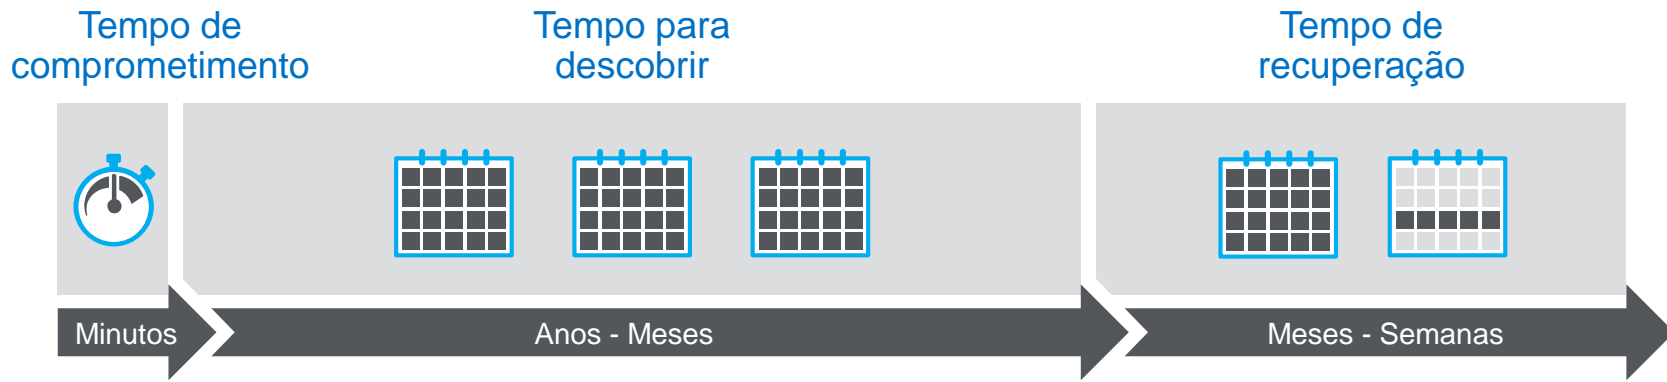 Tempo de
comprometimento
Tempo para
descobrir
Tempo de
recuperação
Minutos
Anos - Meses
Meses - Semanas